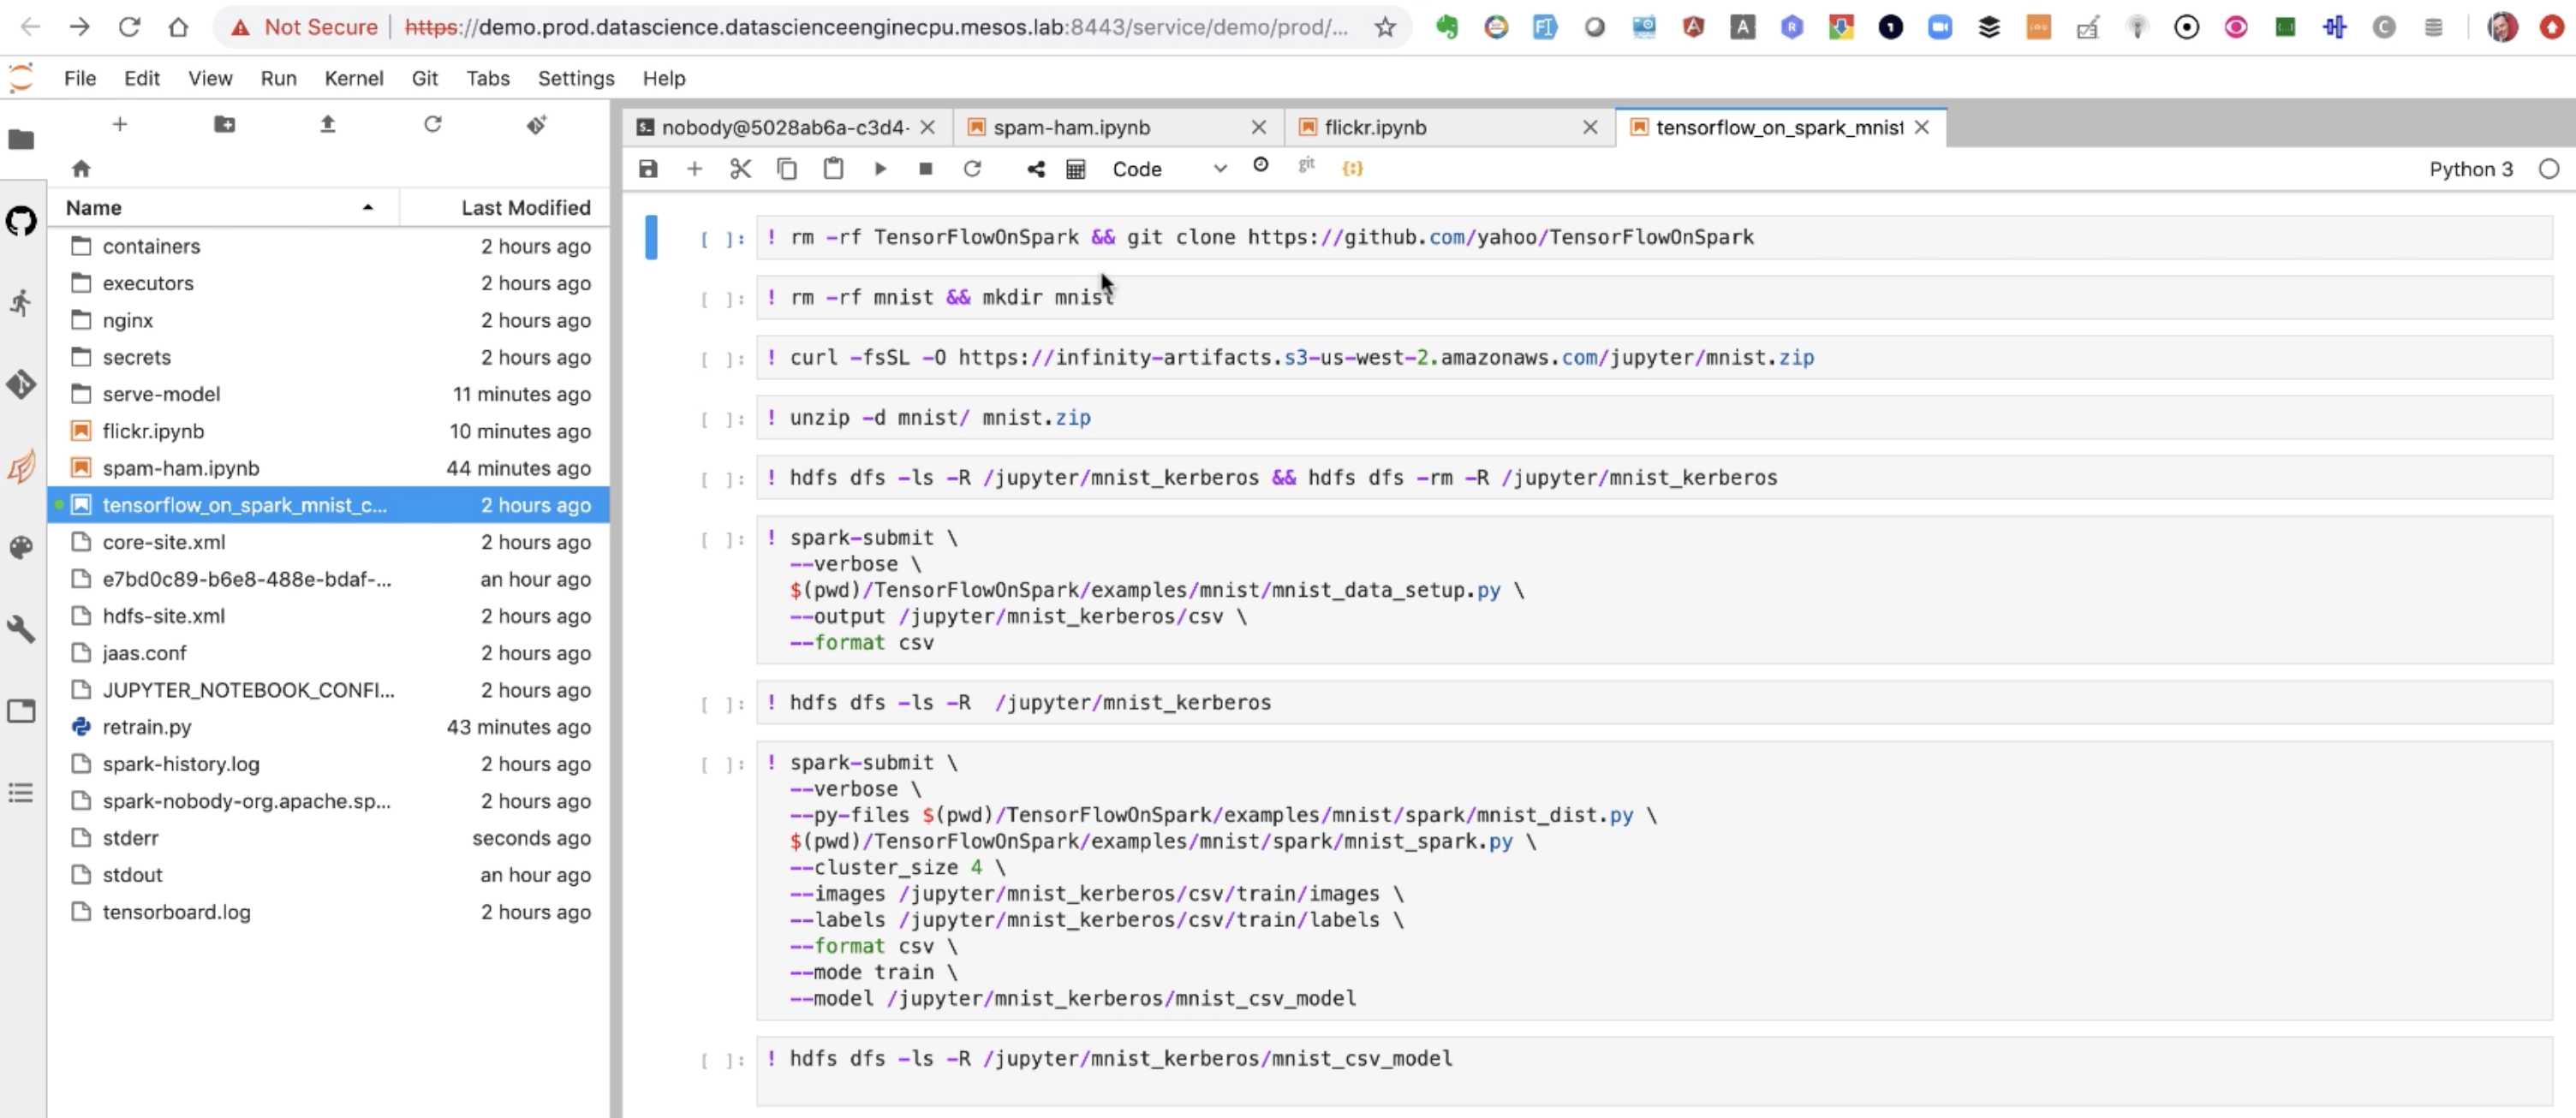 Not Secure | https://demo.prod.datascience.datascienceenginecpu.mesos.lab:8443/service/demo/prod/...
File Edit View Run Kernel Git Tabs Settings Help
nobody@5028ab6a-c3d4-
spam-ham.ipynb
flickr.ipynb
tensorflow_on_spark_mnist
Code
git
Python 3
Name Last Modified
containers 2 hours ago
executors 2 hours ago
nginx 2 hours ago
secrets 2 hours ago
serve-model 11 minutes ago
flickr.ipynb 10 minutes ago
spam-ham.ipynb 44 minutes ago
tensorflow_on_spark_mnist_c... 2 hours ago
core-site.xml 2 hours ago
e7bd0c89-b6e8-488e-bdaf-... an hour ago
hdfs-site.xml 2 hours ago
jaas.conf 2 hours ago
JUPYTER_NOTEBOOK_CONFI... 2 hours ago
retrain.py 43 minutes ago
spark-history.log 2 hours ago
spark-nobody-org.apache.sp... 2 hours ago
stderr seconds ago
stdout an hour ago
tensorboard.log 2 hours ago
[ ]: ! rm -rf TensorFlowOnSpark && git clone https://github.com/yahoo/TensorFlowOnSpark
[ ]: ! rm -rf mnist && mkdir mnist
[ ]: ! curl -fsSL -O https://infinity-artifacts.s3-us-west-2.amazonaws.com/jupyter/mnist.zip
[ ]: ! unzip -d mnist/ mnist.zip
[ ]: ! hdfs dfs -ls -R /jupyter/mnist_kerberos && hdfs dfs -rm -R /jupyter/mnist_kerberos
[ ]: ! spark-submit \
--verbose \
$(pwd)/TensorFlowOnSpark/examples/mnist/mnist_data_setup.py \
--output /jupyter/mnist_kerberos/csv \
--format csv
[ ]: ! hdfs dfs -ls -R  /jupyter/mnist_kerberos
[ ]: ! spark-submit \
--verbose \
--py-files $(pwd)/TensorFlowOnSpark/examples/mnist/spark/mnist_dist.py \
$(pwd)/TensorFlowOnSpark/examples/mnist/spark/mnist_spark.py \
--cluster_size 4 \
--images /jupyter/mnist_kerberos/csv/train/images \
--labels /jupyter/mnist_kerberos/csv/train/labels \
--format csv \
--mode train \
--model /jupyter/mnist_kerberos/mnist_csv_model
[ ]: ! hdfs dfs -ls -R /jupyter/mnist_kerberos/mnist_csv_model